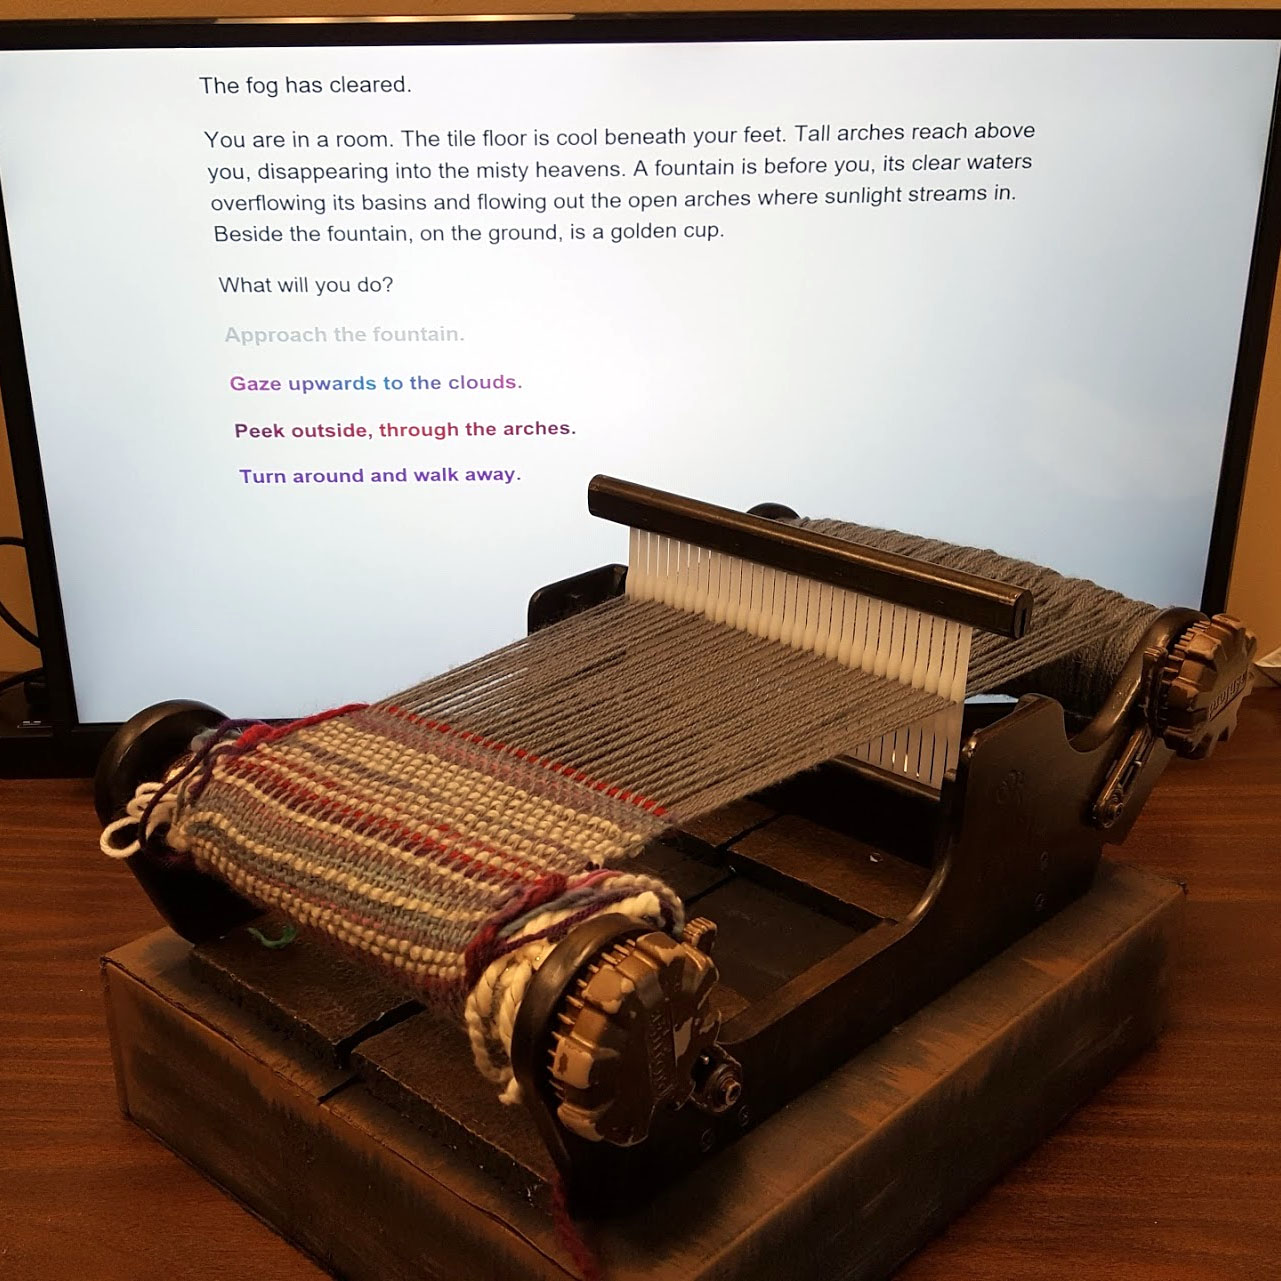 The fog has cleared.
You are in a room. The tile floor is cool beneath your feet. Tall arches reach above
you, disappearing into the misty heavens. A fountain is before you, its clear waters
overflowing its basins and flowing out the open arches where sunlight streams in.
Beside the fountain, on the ground, is a golden cup.
What will you do?
Approach the fountain.
Gaze upwards to the clouds.
Peek outside, through the arches.
Turn around and walk away.